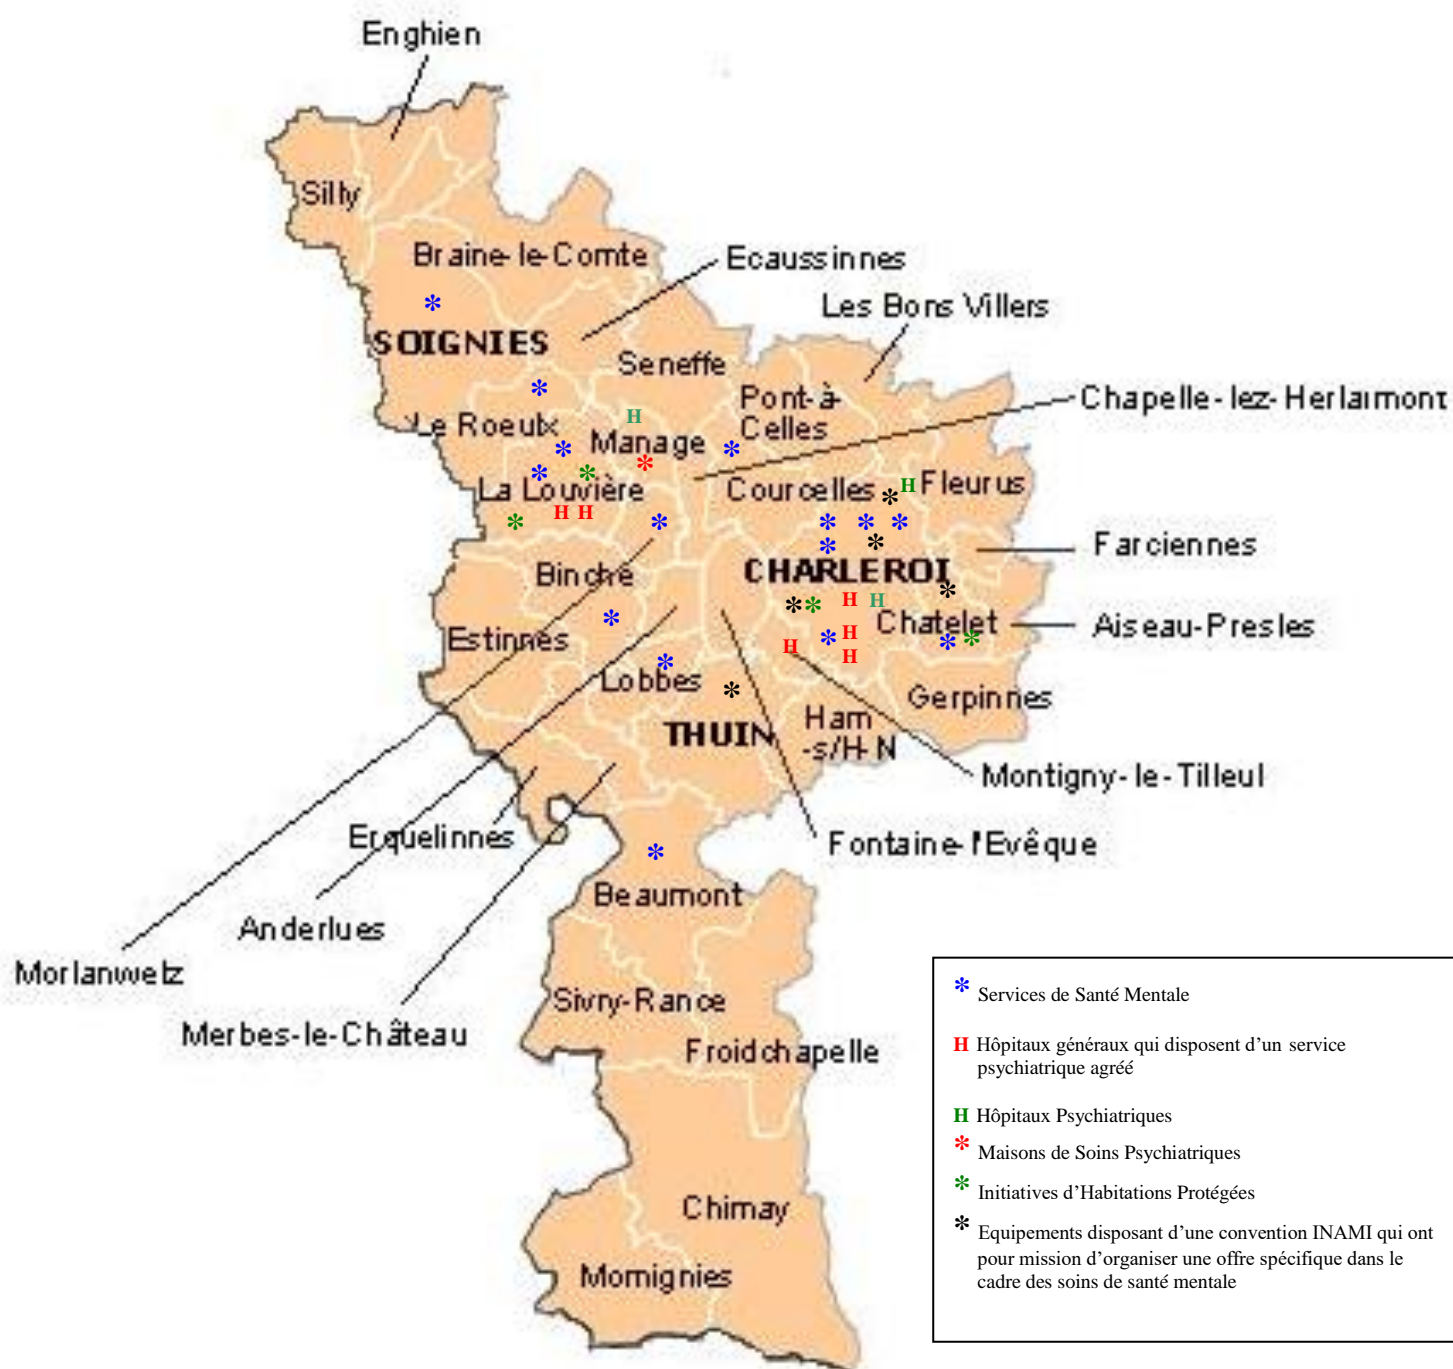 Enghien
Silly
Braine-le-Comte
Ecaussinnes
Les Bons Villers
SOIGNIES
Seneffe
Pont-à-
Celles
Chapelle-lez-Herlaimont
Le Roeulx
H
Manage
La Louvière
Courcelles
H
Fleurus
H H
Farciennes
Binche
CHARLEROI
H H
Chatelet
Aiseau-Presles
Estinnes
H
H
H
Lobbes
Gerpinnes
THUIN
Ham
-s/H-N
Montigny-le-Tilleul
Erquelinnes
Fontaine-l'Evêque
Beaumont
Anderlues
Morlanwelz
Merbes-le-Château
Sivry-Rance
Froidchapelle
Chimay
Momignies
* Services de Santé Mentale
H Hôpitaux généraux qui disposent d’un service
psychiatrique agréé
H Hôpitaux Psychiatriques
* Maisons de Soins Psychiatriques
* Initiatives d’Habitations Protégées
* Equipements disposant d’une convention INAMI qui ont
pour mission d’organiser une offre spécifique dans le
cadre des soins de santé mentale